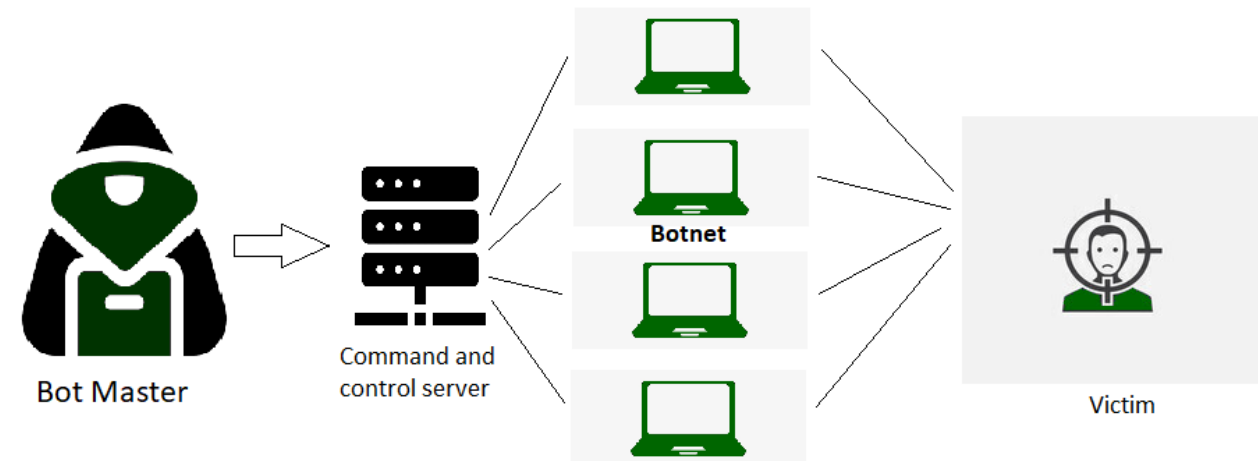 Bot Master
Command and
control server
Botnet
Victim